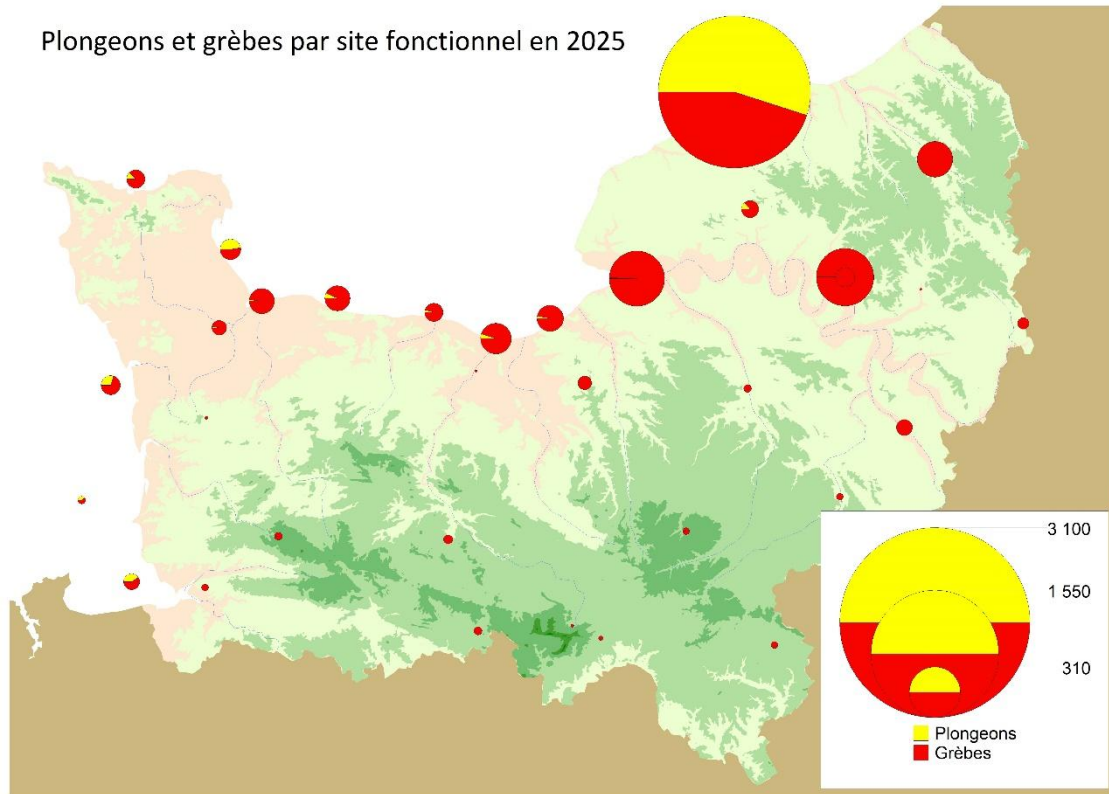 Plongeons et grèbes par site fonctionnel en 2025
3 100
1 550
310
Plongeons
Grèbes